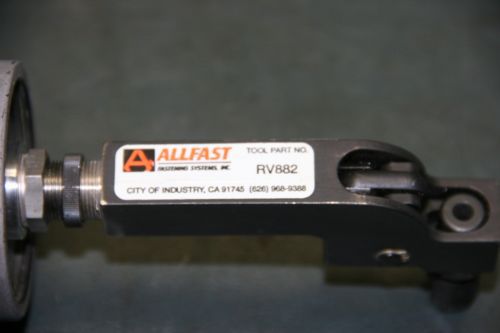 ALLFAST TOOL PART NO.
FASTENING SYSTEMS, INC. RV882
CITY OF INDUSTRY, CA 91745 (626) 968-9388